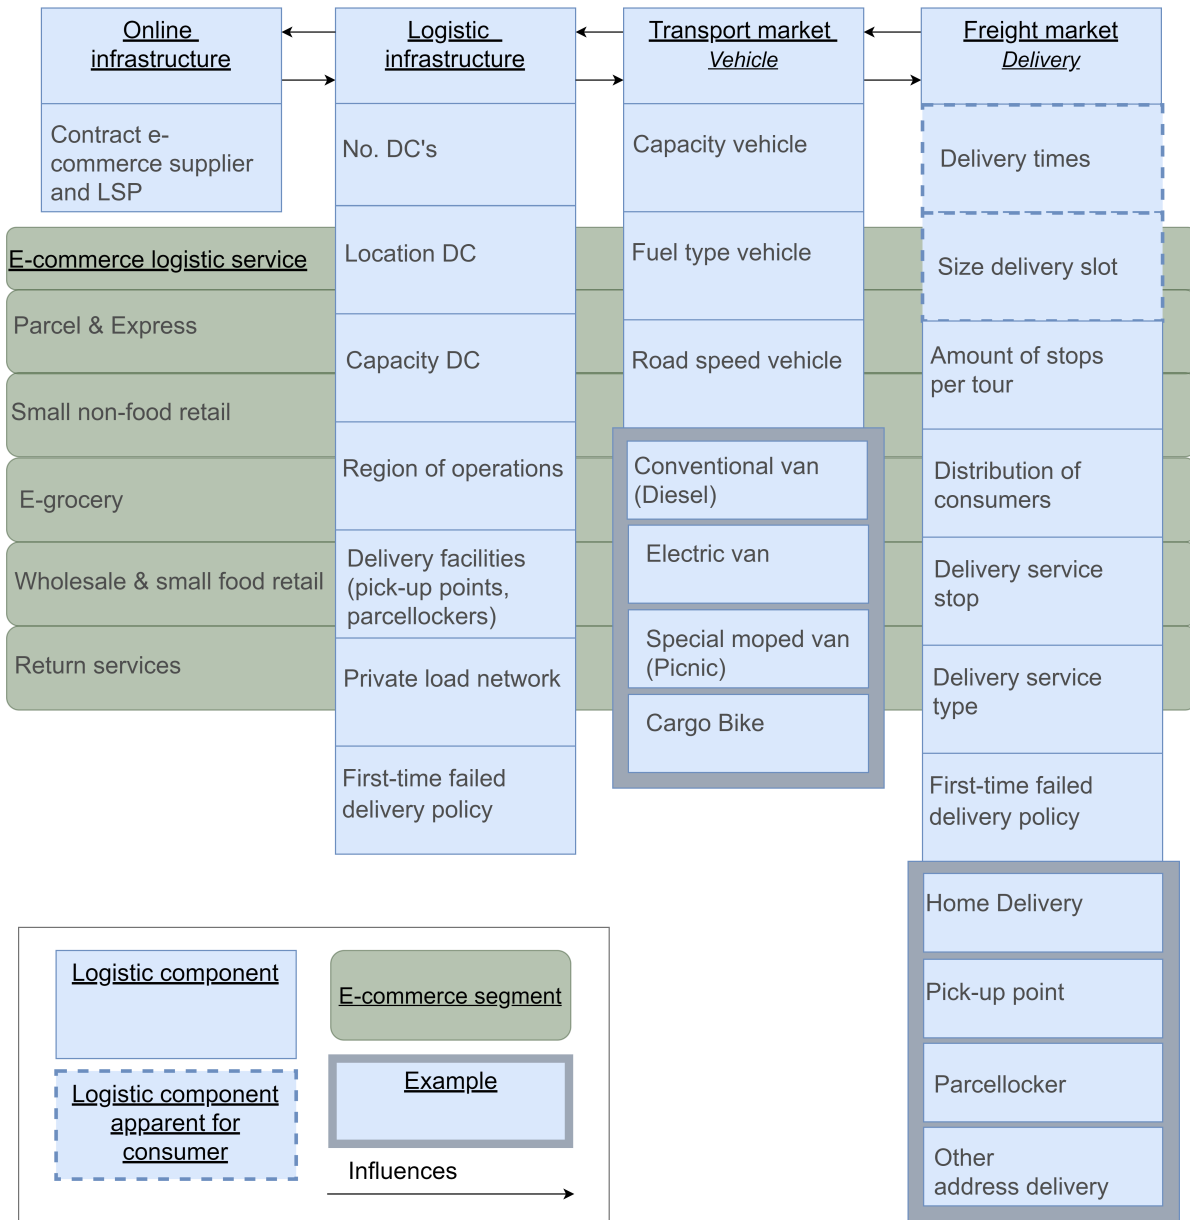 Online
infrastructure
Contract e-
commerce supplier
and LSP
Logistic
infrastructure
No. DC's
Location DC
Capacity DC
Region of operations
Delivery facilities
(pick-up points,
parcellockers)
Private load network
First-time failed
delivery policy
Transport market
Vehicle
Capacity vehicle
Fuel type vehicle
Road speed vehicle
Conventional van
(Diesel)
Electric van
Special moped van
(Picnic)
Cargo Bike
Freight market
Delivery
Delivery times
Size delivery slot
Amount of stops
per tour
Distribution of
consumers
Delivery service
stop
Delivery service
type
First-time failed
delivery policy
Home Delivery
Pick-up point
Parcellocker
Other
address delivery
E-commerce logistic service
Parcel & Express
Small non-food retail
E-grocery
Wholesale & small food retail
Return services
Logistic component
E-commerce segment
Logistic component
apparent for
consumer
Example
Influences